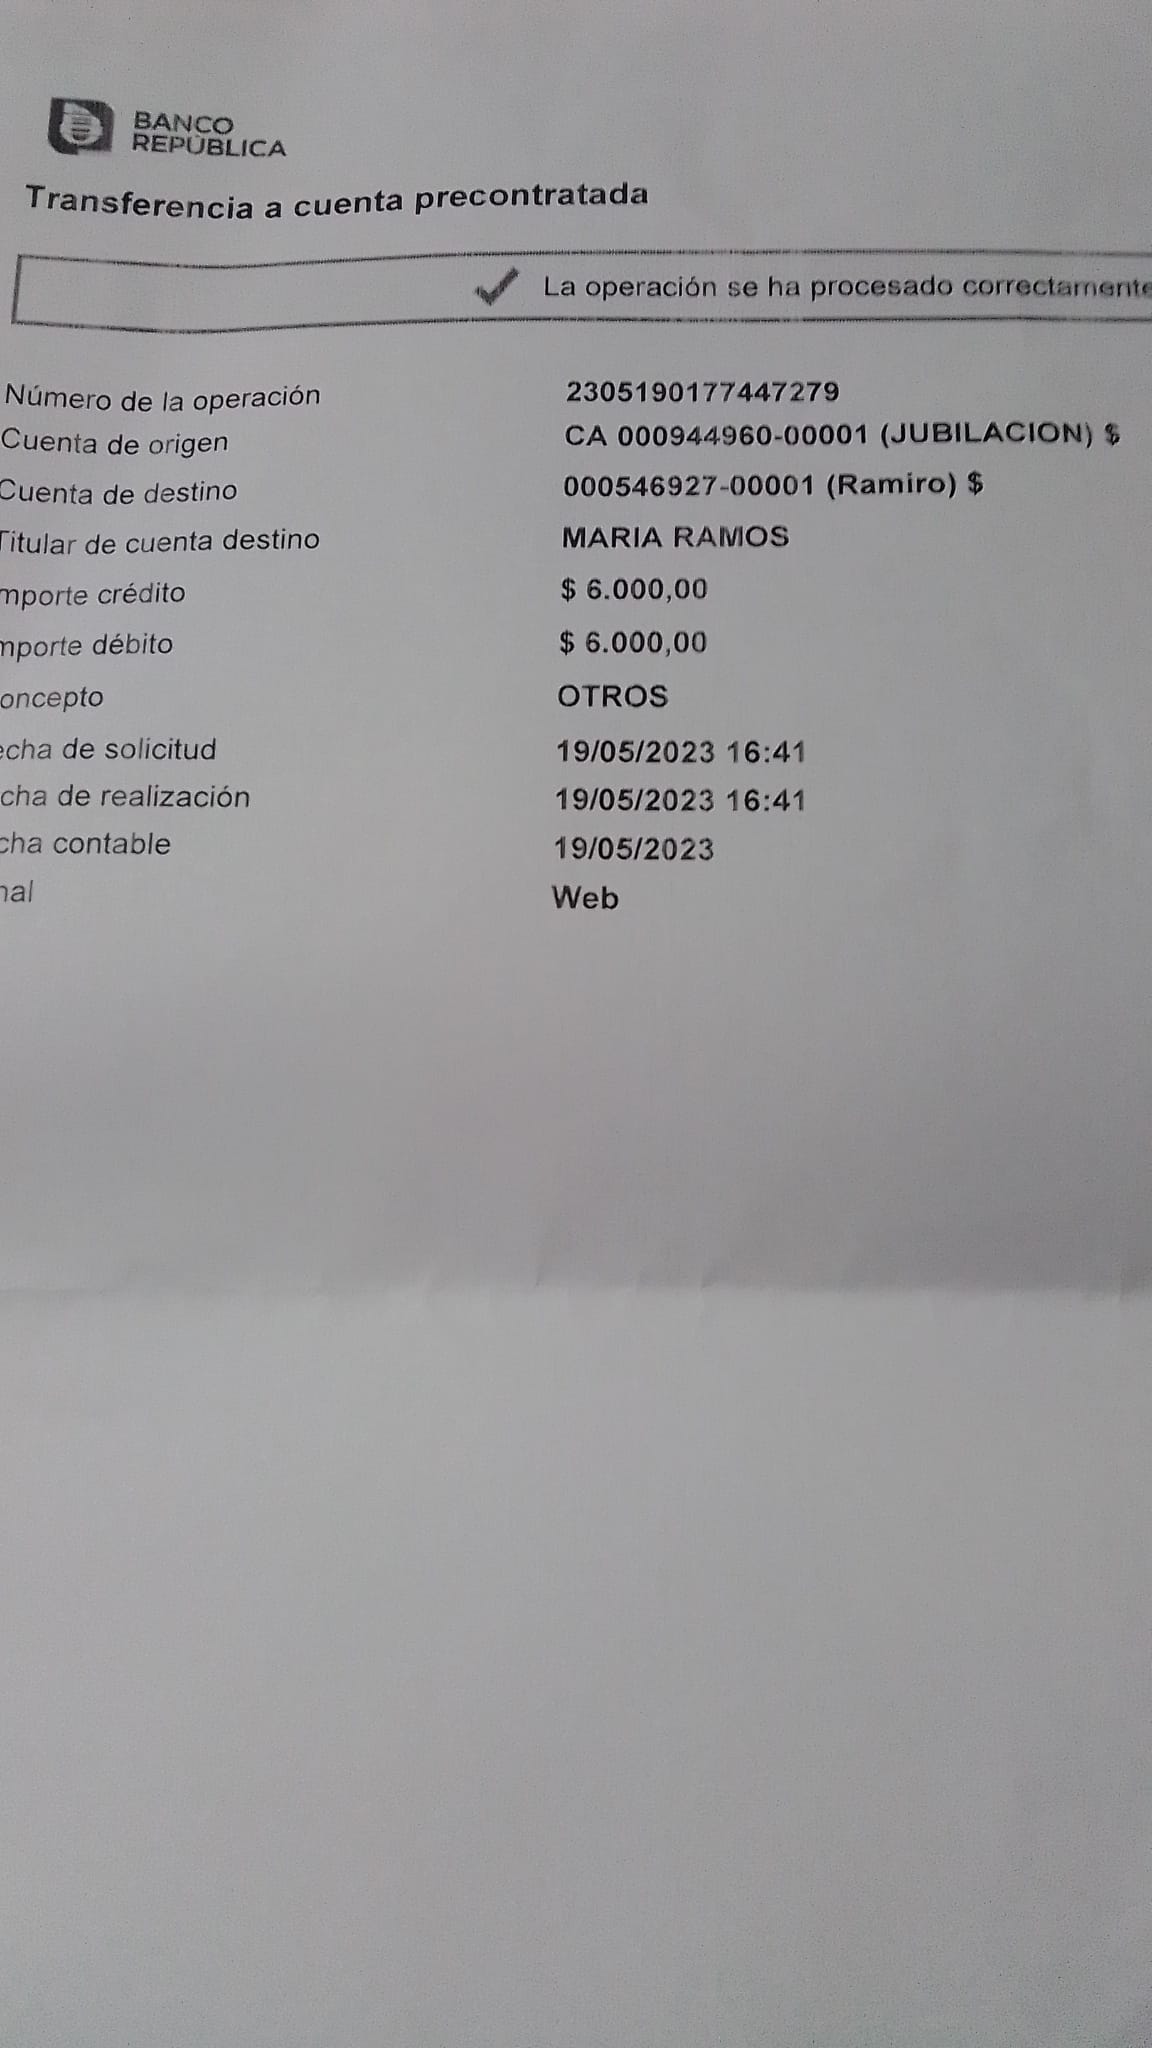 BANCO
REPÚBLICA
Transferencia a cuenta precontratada
La operación se ha procesado correctamente
Número de la operación 2305190177447279
Cuenta de origen CA 000944960-00001 (JUBILACION) $
Cuenta de destino 000546927-00001 (Ramiro) $
Titular de cuenta destino MARIA RAMOS
mporte crédito $ 6.000,00
mporte débito $ 6.000,00
oncepto OTROS
echa de solicitud 19/05/2023 16:41
cha de realización 19/05/2023 16:41
cha contable 19/05/2023
nal Web